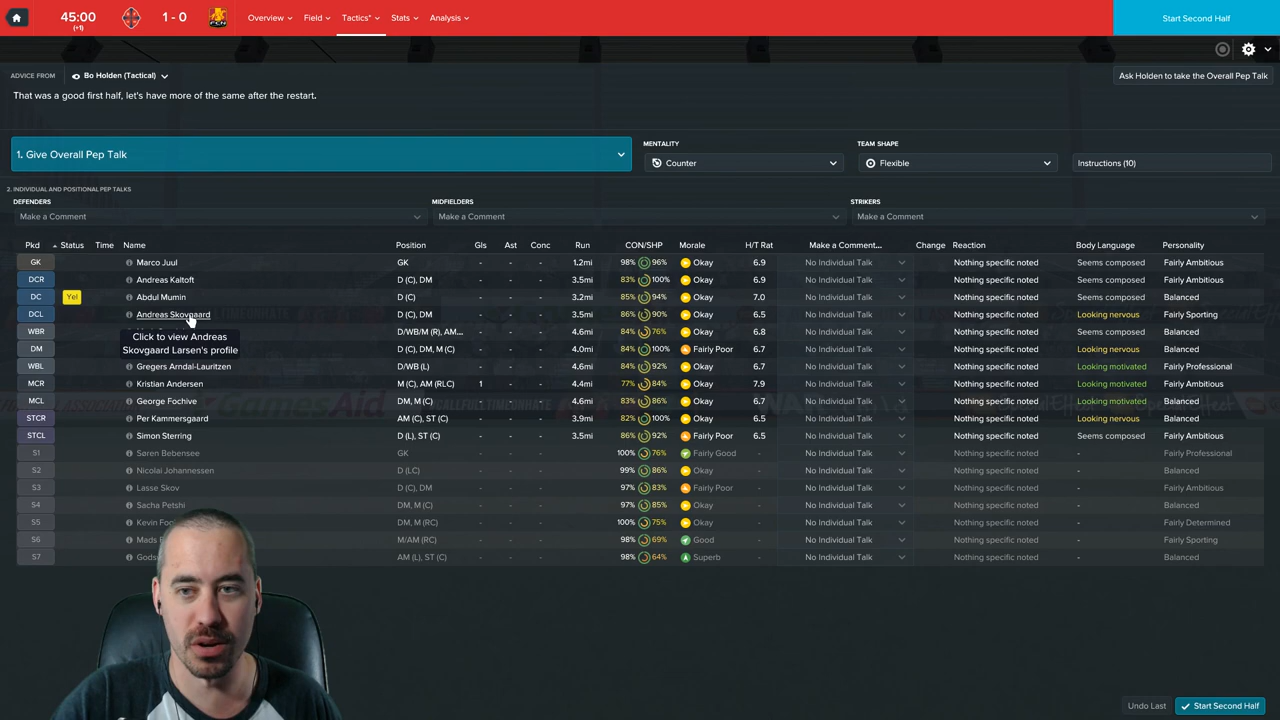 45:00
(+1)
1 - 0
FCN
Overview
Field
Tactics*
Stats
Analysis
Start Second Half
ADVICE FROM
Bo Holden (Tactical)
Ask Holden to take the Overall Pep Talk
That was a good first half, let's have more of the same after the restart.
1. Give Overall Pep Talk
MENTALITY
Counter
TEAM SHAPE
Flexible
Instructions (10)
2. INDIVIDUAL AND POSITIONAL PEP TALKS
DEFENDERS
Make a Comment
MIDFIELDERS
Make a Comment
STRIKERS
Make a Comment
Pkd Status Time Name Position Gls Ast Conc Run CON/SHP Morale H/T Rat Make a Comment... Change Reaction Body Language Personality
GK Marco Juul GK - - - 1.2mi 98% 96% Okay 6.9 No Individual Talk Nothing specific noted Seems composed Fairly Ambitious
DCR Andreas Kaltoft D (C), DM - - - 3.5mi 83% 100% Okay 6.9 No Individual Talk Nothing specific noted Seems composed Fairly Ambitious
DC Yel Abdul Mumin D (C) - - - 3.2mi 85% 94% Okay 7.0 No Individual Talk Nothing specific noted Seems composed Balanced
DCL Andreas Skovgaard D (C), DM - - - 3.5mi 86% 90% Okay 6.5 No Individual Talk Nothing specific noted Looking nervous Fairly Sporting
WBR D/WB/M (R), AM... - - - 4.6mi 84% 76% Okay 6.8 No Individual Talk Nothing specific noted Seems composed Balanced
Click to view Andreas
Skovgaard Larsen's profile
DM D (C), DM, M (C) - - - 4.0mi 84% 100% Fairly Poor 6.7 No Individual Talk Nothing specific noted Looking nervous Balanced
WBL Gregers Arndal-Lauritzen D/WB (L) - - - 4.6mi 84% 92% Okay 6.7 No Individual Talk Nothing specific noted Looking motivated Fairly Professional
MCR Kristian Andersen M (C), AM (RLC) 1 - - 4.4mi 77% 84% Okay 7.9 No Individual Talk Nothing specific noted Looking motivated Fairly Ambitious
MCL George Fochive DM, M (C) - - - 4.6mi 83% 86% Okay 6.7 No Individual Talk Nothing specific noted Looking motivated Balanced
STCR Per Kammersgaard AM (C), ST (C) - - - 3.9mi 82% 100% Okay 6.5 No Individual Talk Nothing specific noted Looking nervous Balanced
STCL Simon Sterring D (L), ST (C) - - - 3.5mi 86% 92% Fairly Poor 6.5 No Individual Talk Nothing specific noted Seems composed Fairly Ambitious
S1 Søren Bebensee GK - - - 100% 76% Fairly Good - No Individual Talk Nothing specific noted - Fairly Professional
S2 Nicolai Johannessen D (LC) - - - 99% 86% Okay - No Individual Talk Nothing specific noted - Balanced
S3 Lasse Skov D (C), DM - - - 97% 83% Fairly Poor - No Individual Talk Nothing specific noted - Fairly Ambitious
S4 Sacha Petshi DM, M (C) - - - 97% 85% Okay - No Individual Talk Nothing specific noted - Balanced
S5 Kevin DM, M (RC) - - - 100% 75% Okay - No Individual Talk Nothing specific noted - Fairly Determined
S6 Mads M/AM (RL), ST (C) - - - 98% 69% Good - No Individual Talk Nothing specific noted - Fairly Sporting
S7 AM (L), ST (C) - - - 98% 64% Superb - No Individual Talk Nothing specific noted - Balanced
Undo Last
Start Second Half